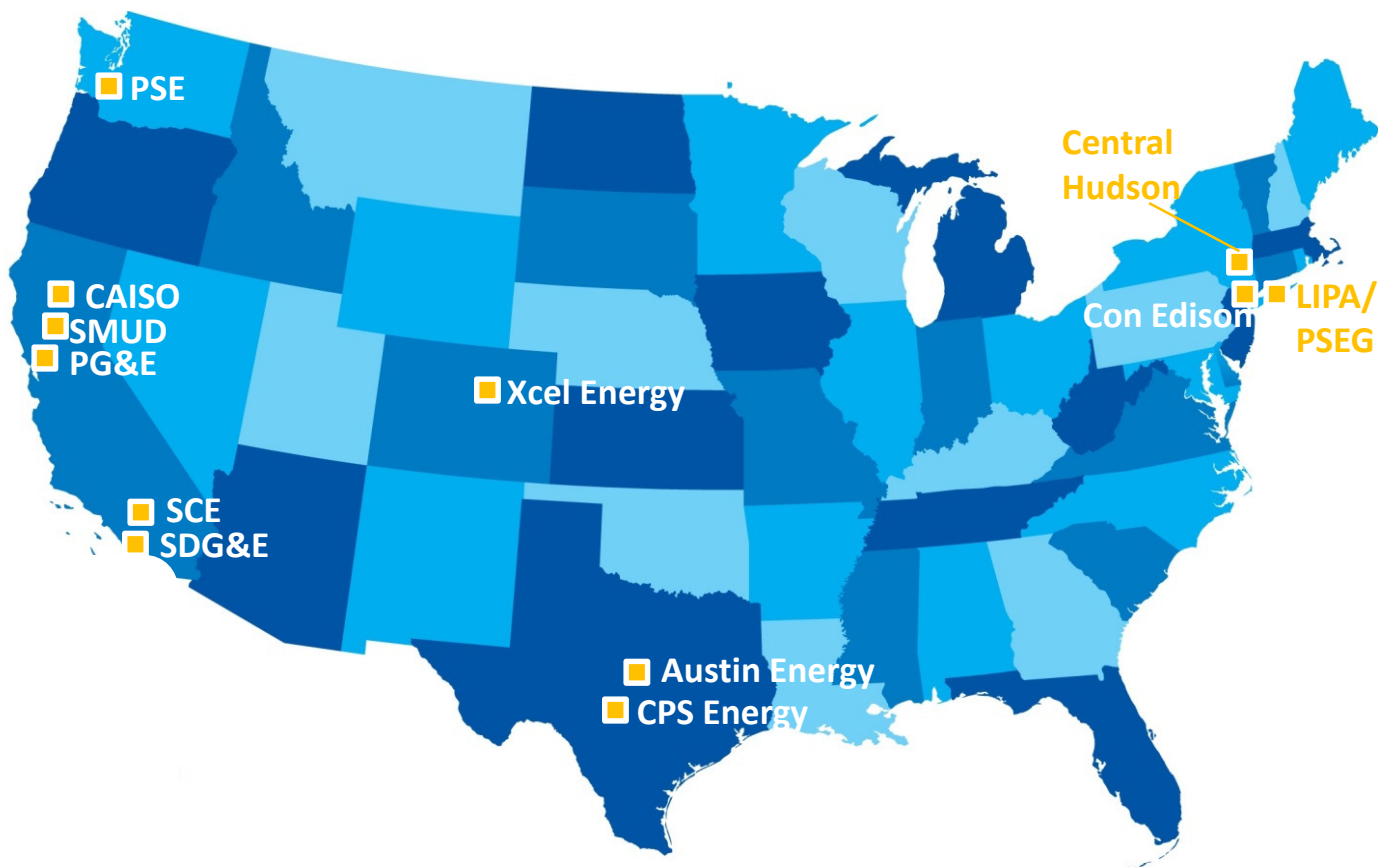 PSE
Central
Hudson
CAISO
SMUD
PG&E
Con Edison
LIPA/
PSEG
Xcel Energy
SCE
SDG&E
Austin Energy
CPS Energy